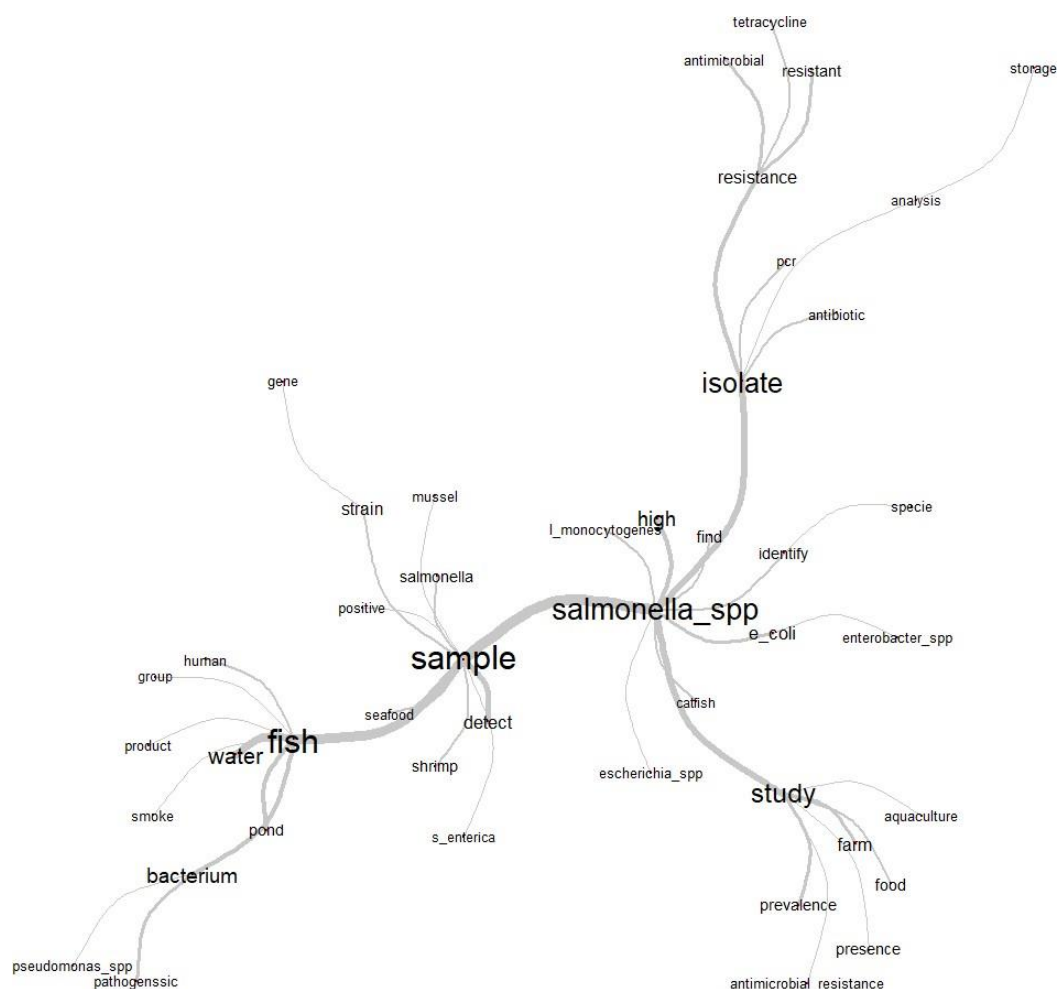 tetracycline
antimicrobial
resistant
storage
resistance
analysis
pcr
antibiotic
isolate
gene
mussel
strain
specie
high
l_monocytogenes
find
identify
salmonella
positive
salmonella_spp
e_coli
enterobacter_spp
sample
human
group
catfish
seafood
detect
fish
product
water
shrimp
escherichia_spp
study
smoke
pond
s_enterica
aquaculture
farm
bacterium
food
prevalence
presence
pseudomonas_spp
pathogenssic
antimicrobial_resistance